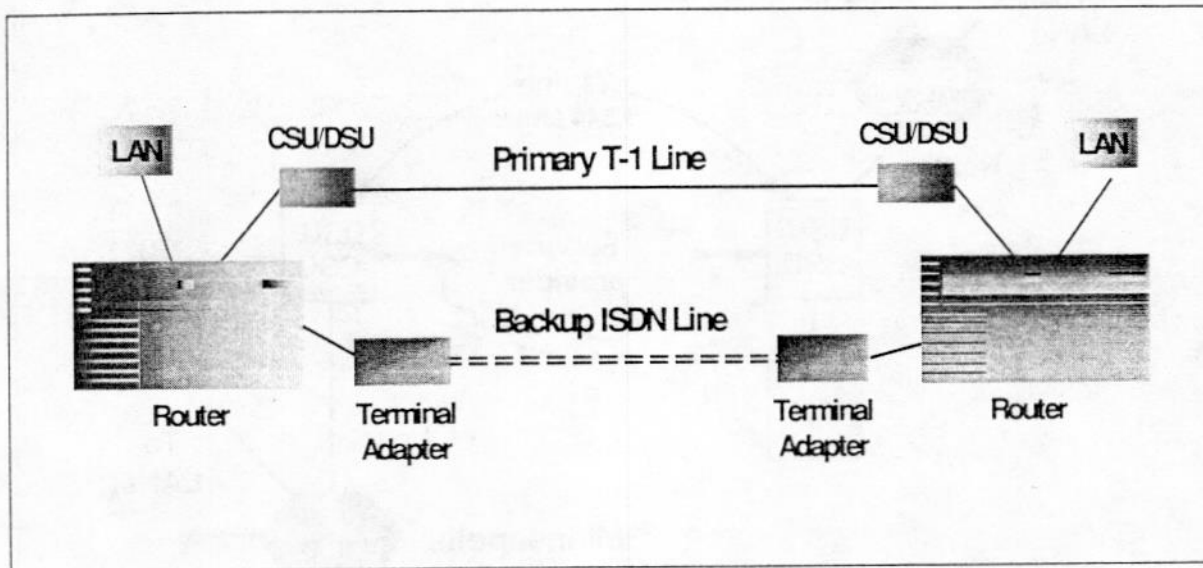 LAN
CSU/DSU
Primary T-1 Line
CSU/DSU
LAN
Backup ISDN Line
Router
Terminal
Adapter
Terminal
Adapter
Router